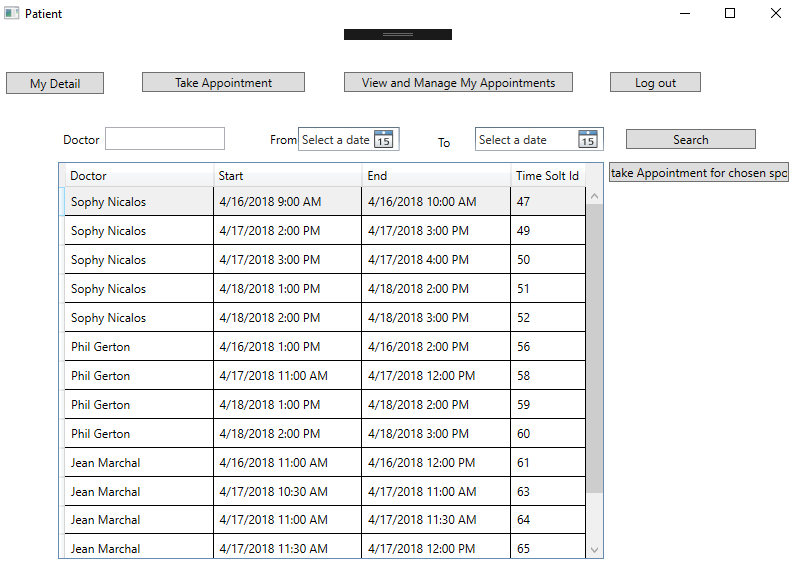 Patient
My Detail Take Appointment View and Manage My Appointments Log out
Doctor From Select a date 15 To Select a date 15 Search
Doctor Start End Time Solt Id take Appointment for chosen spo
Sophy Nicalos 4/16/2018 9:00 AM 4/16/2018 10:00 AM 47
Sophy Nicalos 4/17/2018 2:00 PM 4/17/2018 3:00 PM 49
Sophy Nicalos 4/17/2018 3:00 PM 4/17/2018 4:00 PM 50
Sophy Nicalos 4/18/2018 1:00 PM 4/18/2018 2:00 PM 51
Sophy Nicalos 4/18/2018 2:00 PM 4/18/2018 3:00 PM 52
Phil Gerton 4/16/2018 1:00 PM 4/16/2018 2:00 PM 56
Phil Gerton 4/17/2018 11:00 AM 4/17/2018 12:00 PM 58
Phil Gerton 4/18/2018 1:00 PM 4/18/2018 2:00 PM 59
Phil Gerton 4/18/2018 2:00 PM 4/18/2018 3:00 PM 60
Jean Marchal 4/16/2018 11:00 AM 4/16/2018 12:00 PM 61
Jean Marchal 4/17/2018 10:30 AM 4/17/2018 11:00 AM 63
Jean Marchal 4/17/2018 11:00 AM 4/17/2018 11:30 AM 64
Jean Marchal 4/17/2018 11:30 AM 4/17/2018 12:00 PM 65